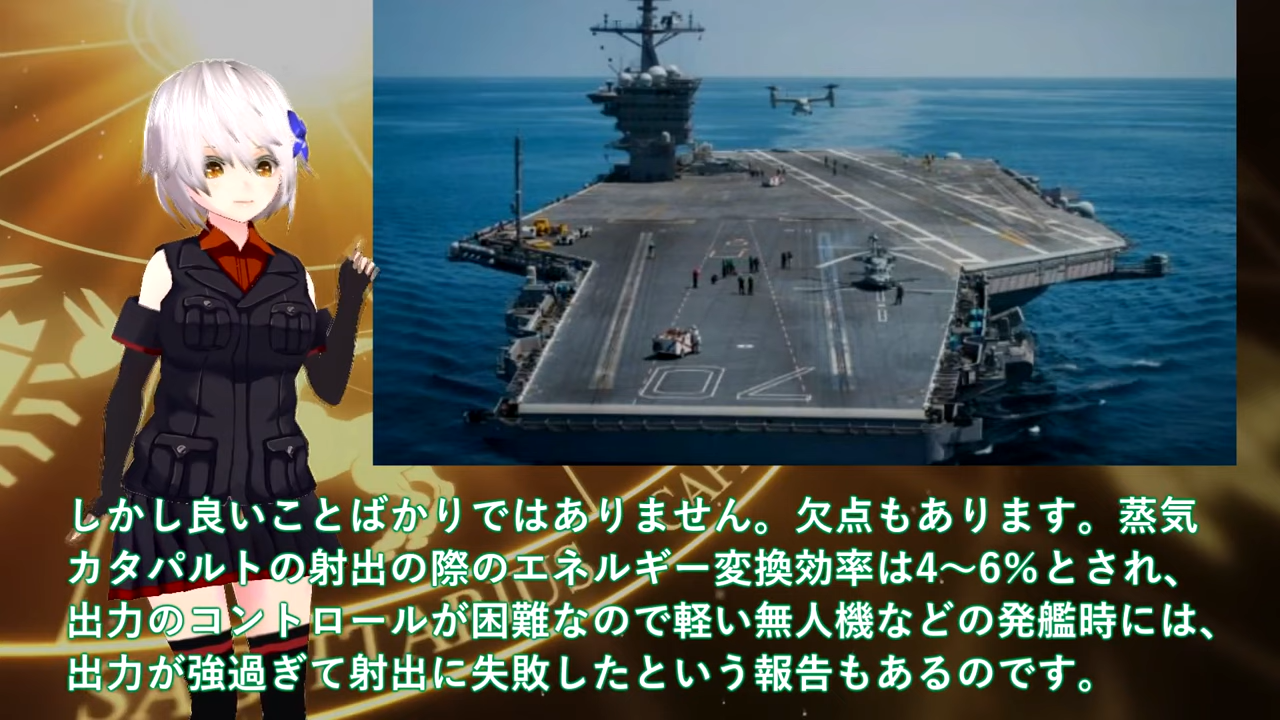 70
しかし良いことばかりではありません。欠点もあります。蒸気
カタパルトの射出の際のエネルギー変換効率は4～6%とされ、
出力のコントロールが困難なので軽い無人機などの発艦時には、
出力が強過ぎて射出に失敗したという報告もあるのです。
SAGITTARIUS